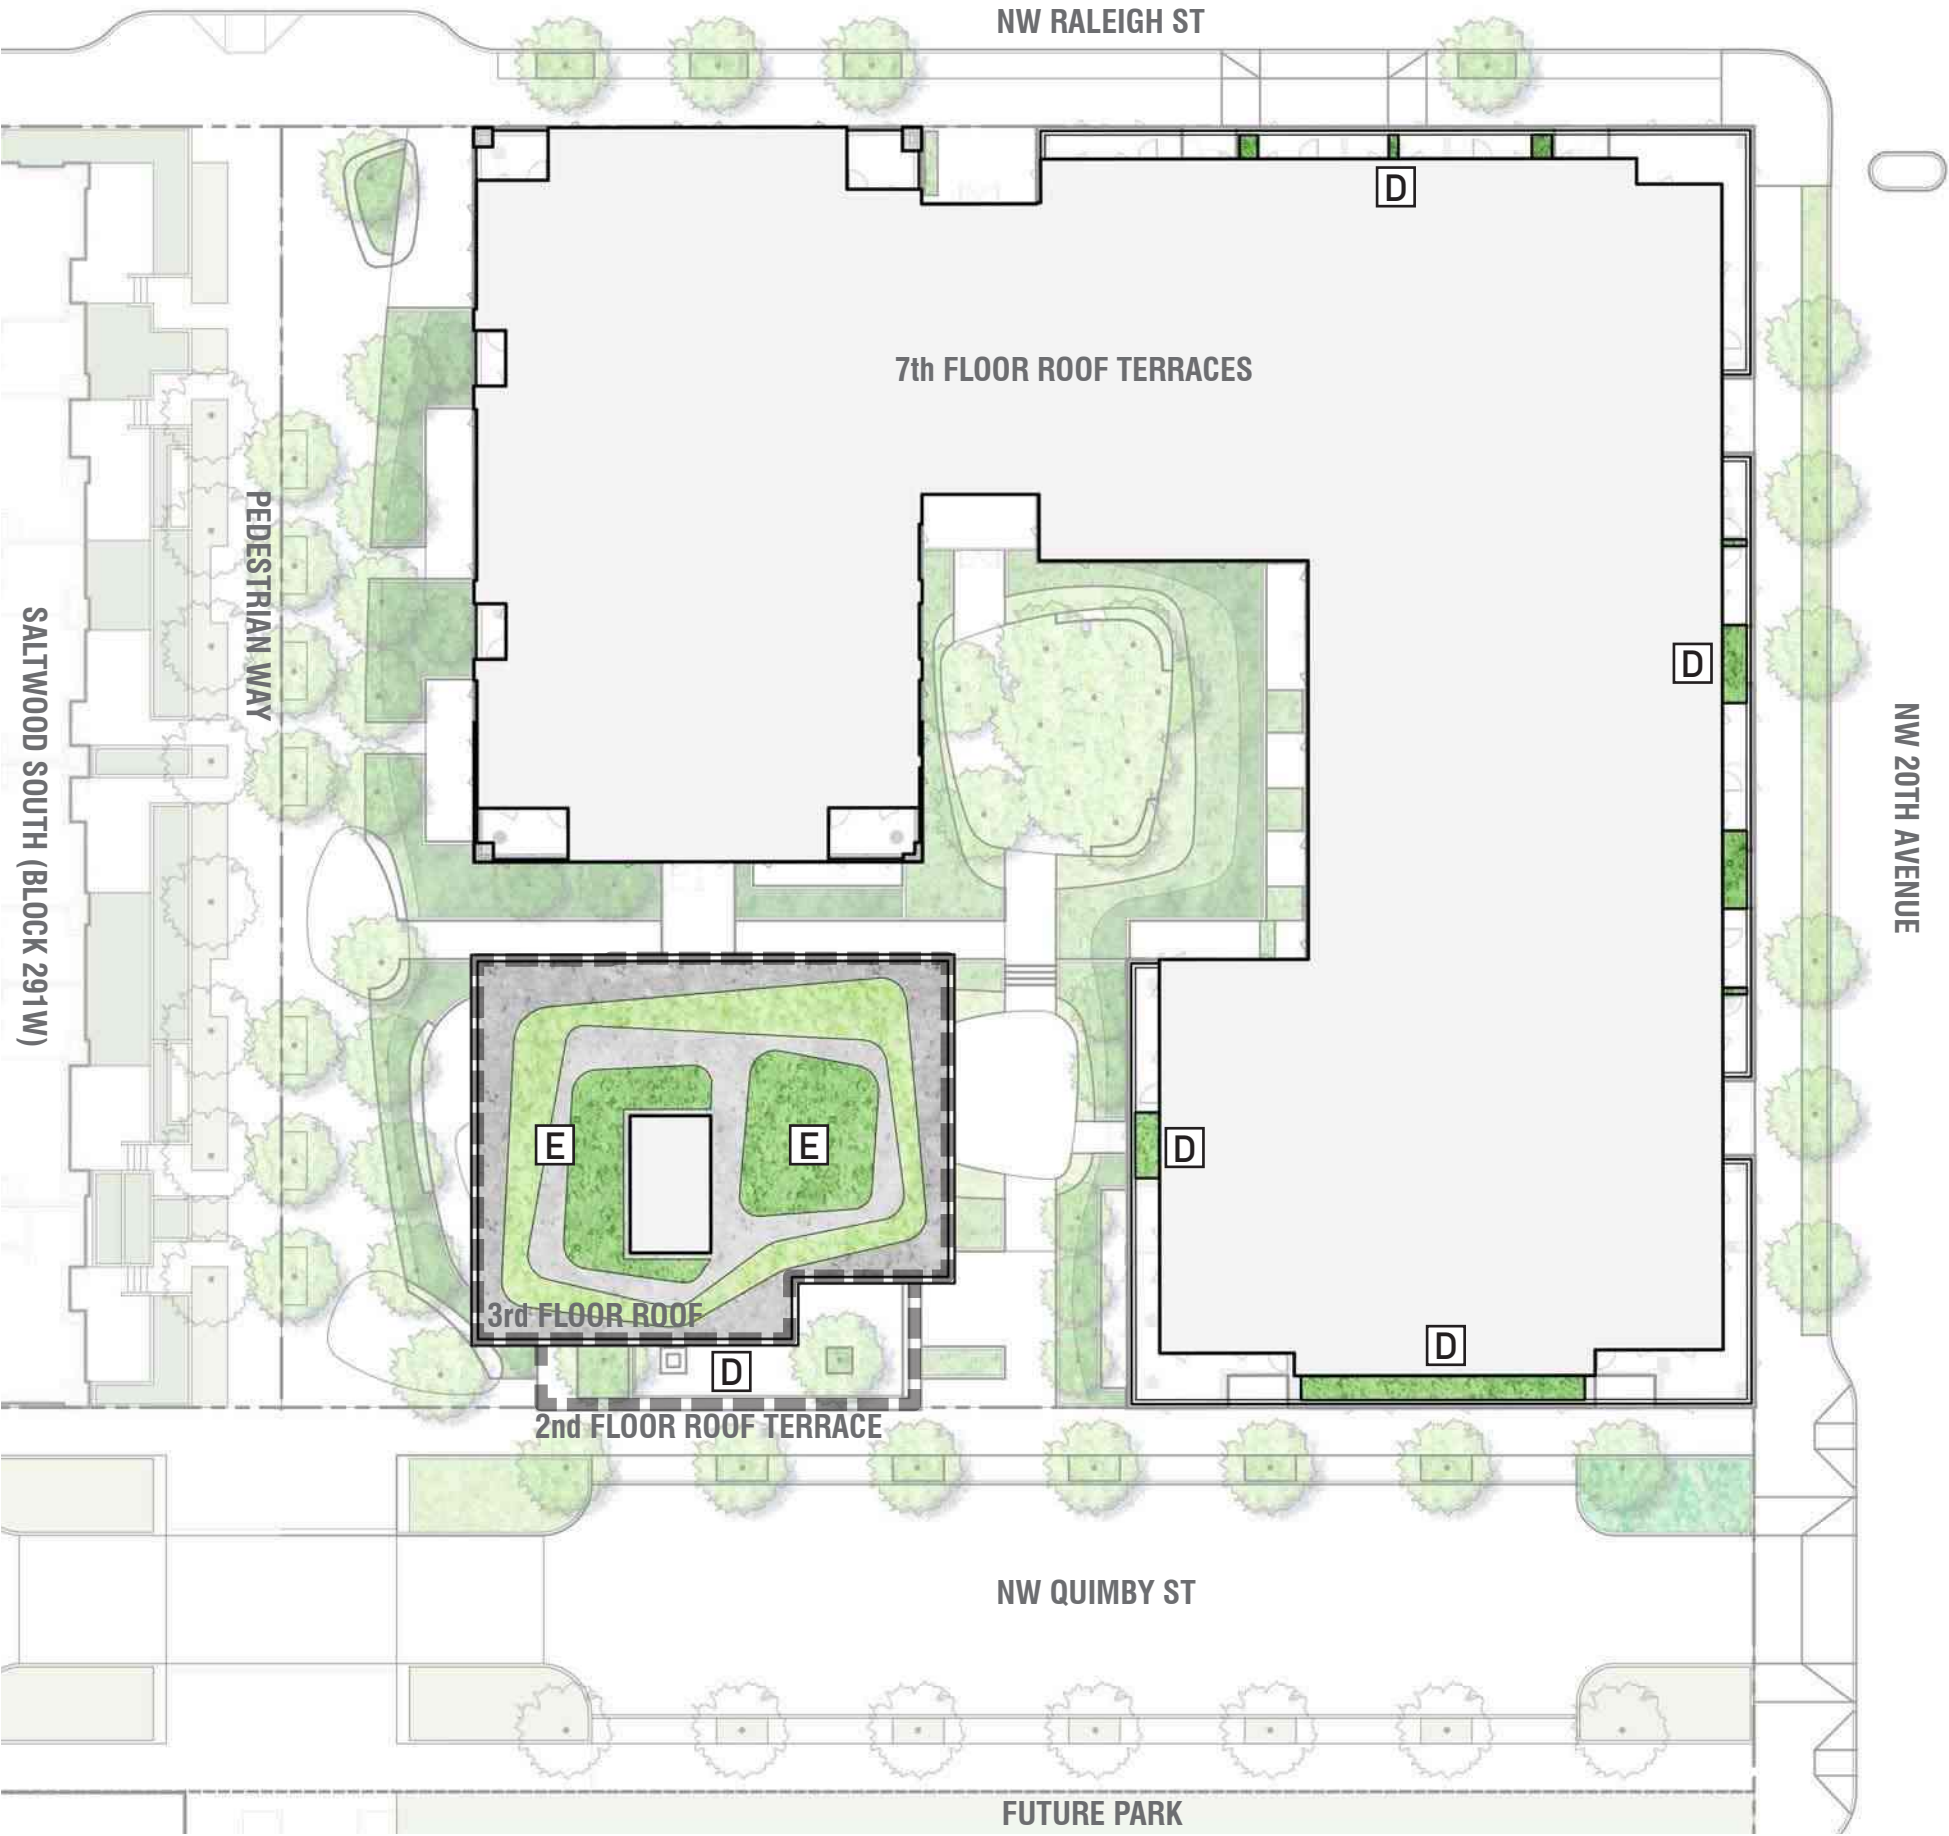 NW RALEIGH ST
D
7th FLOOR ROOF TERRACES
PEDESTRIAN WAY
SALTWOOD SOUTH (BLOCK 291W)
D
NW 20TH AVENUE
E
E
D
3rd FLOOR ROOF
D
D
2nd FLOOR ROOF TERRACE
NW QUIMBY ST
FUTURE PARK